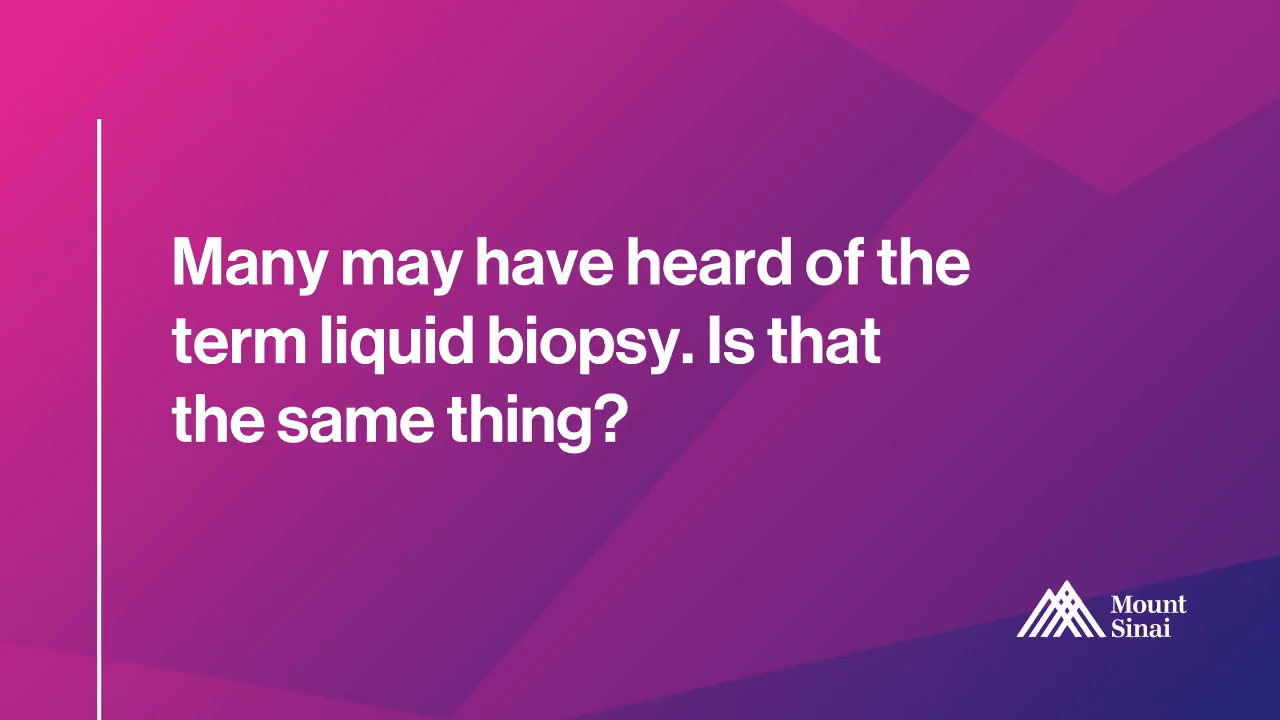 Many may have heard of the
term liquid biopsy. Is that
the same thing?
Mount
Sinai